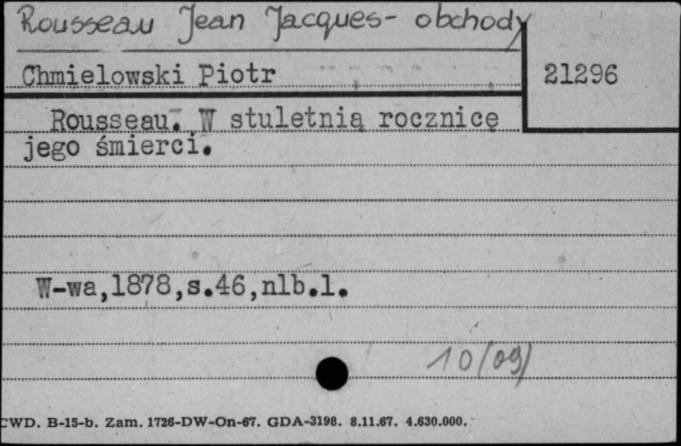 Rousseau Jean Jacques- obchody
Chmielowski Piotr
21296
Rousseau. W stuletnią rocznicę
jego śmierci.
W-wa,1878,s.46,nlb.1.
10/09/
CWD. B-15-b. Zam. 1726-DW-On-67. GDA-3198. 8.11.67. 4.630.000.